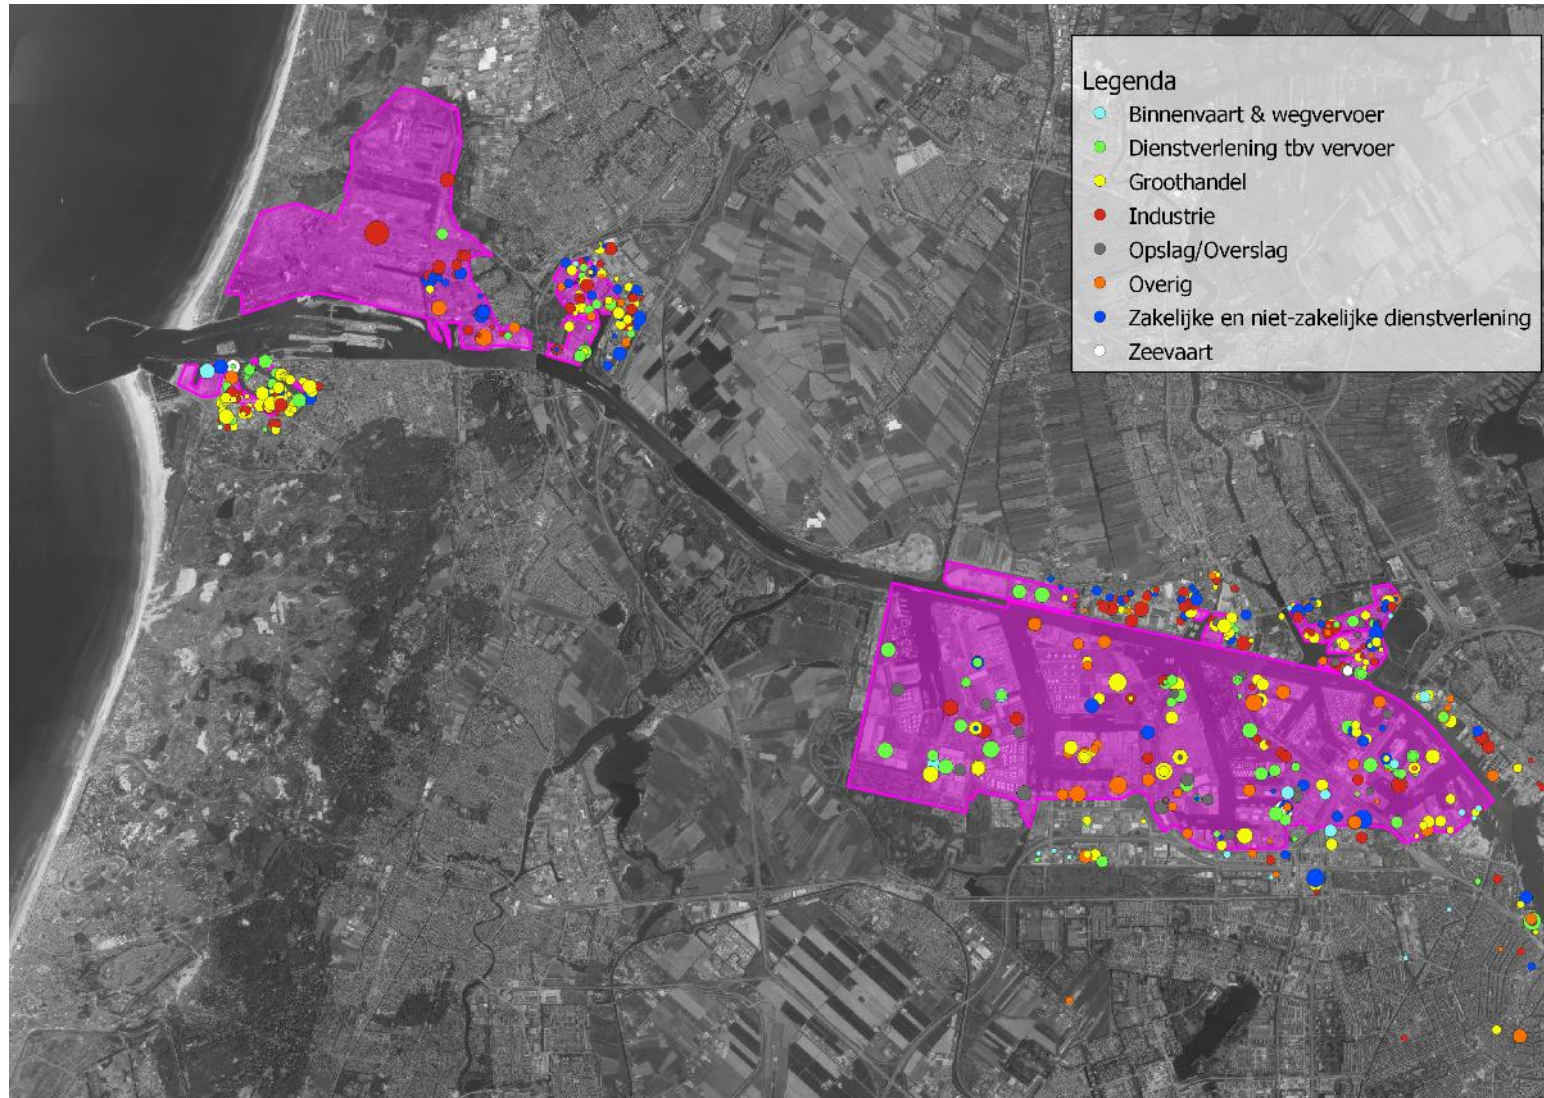 Legenda
Binnenvaart & wegvervoer
Dienstverlening tbv vervoer
Groothandel
Industrie
Opslag/Overslag
Overig
Zakelijke en niet-zakelijke dienstverlening
Zeevaart